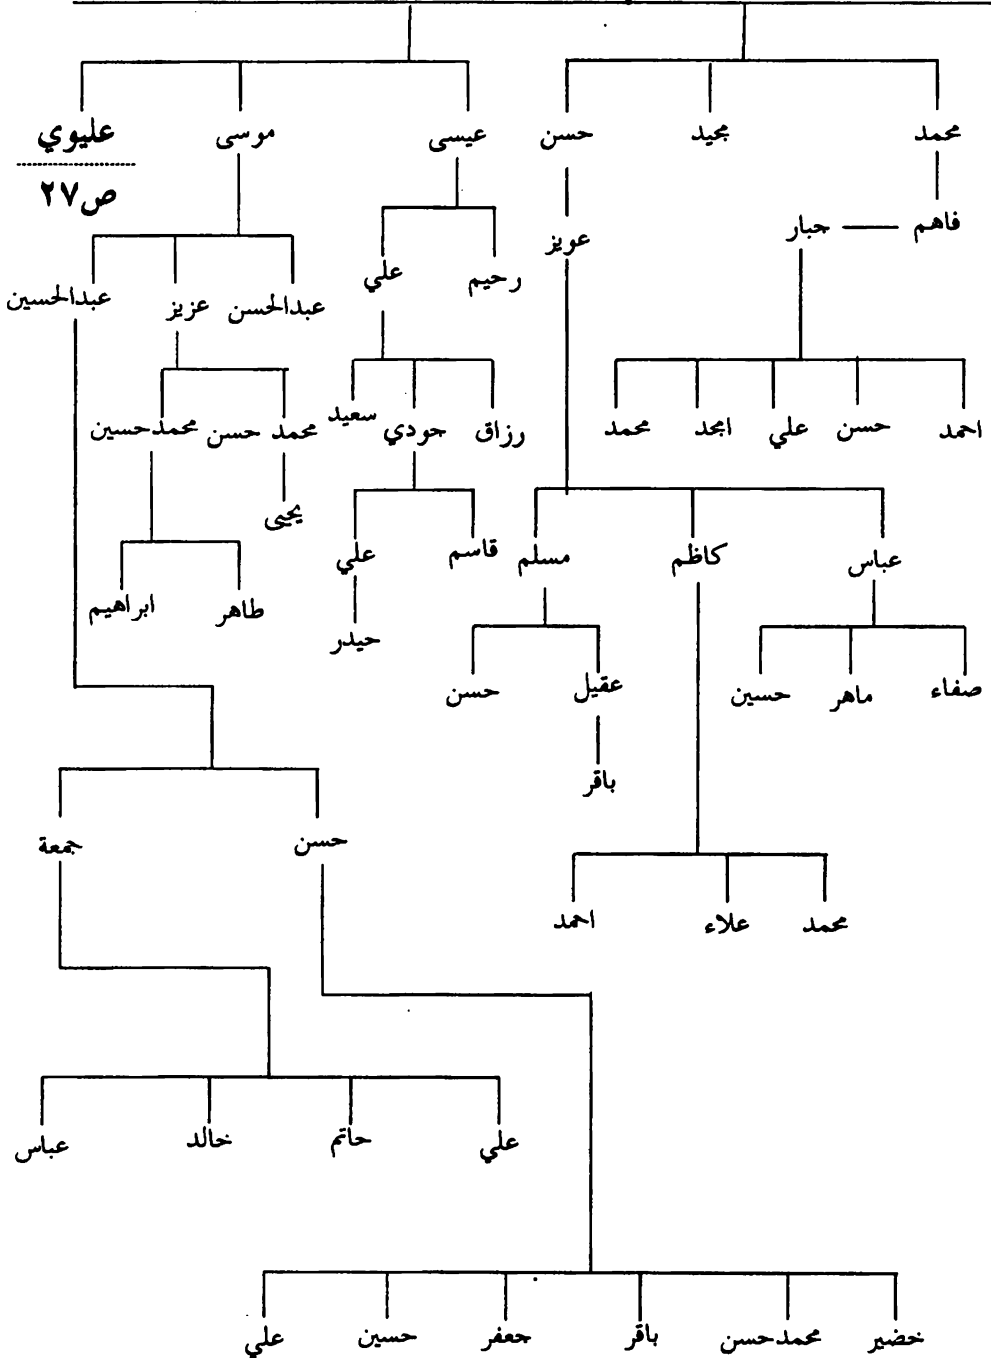 محمد مجيد حسن عيسى موسى عليوي
ص٢٧
فاهم جبار عويز
رحيم علي عبدالحسن عزيز عبدالحسين
احمد حسن علي امجد محمد رزاق جودي سعيد محمد حسن محمدحسين
يحيى
عباس كاظم مسلم قاسم علي طاهر ابراهيم
حيدر
صفاء ماهر حسين عقيل حسن
باقر
حسن جمعة
محمد علاء احمد
علي حاتم خالد عباس
خضير محمدحسن باقر جعفر حسين علي